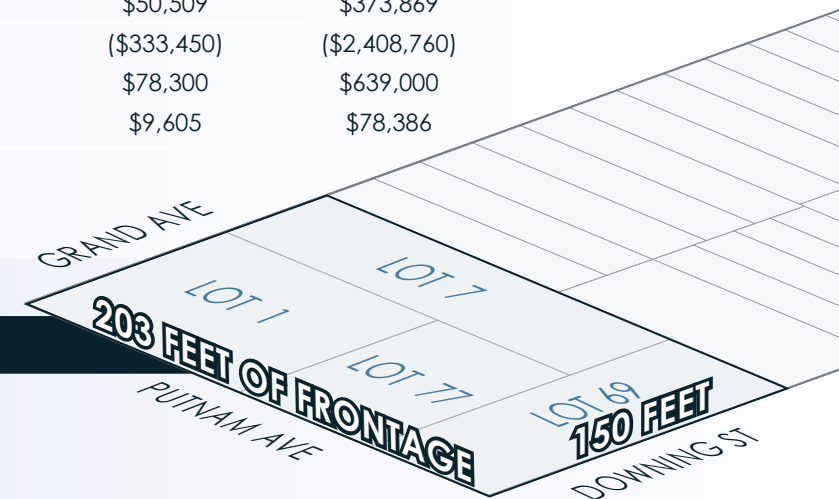 $50,509 $373,869
($333,450) ($2,408,760)
$78,300 $639,000
$9,605 $78,386
GRAND AVE
LOT 7
LOT 1
203 FEET OF FRONTAGE
LOT 77
LOT 69
150 FEET
PUTNAM AVE
DOWNING ST